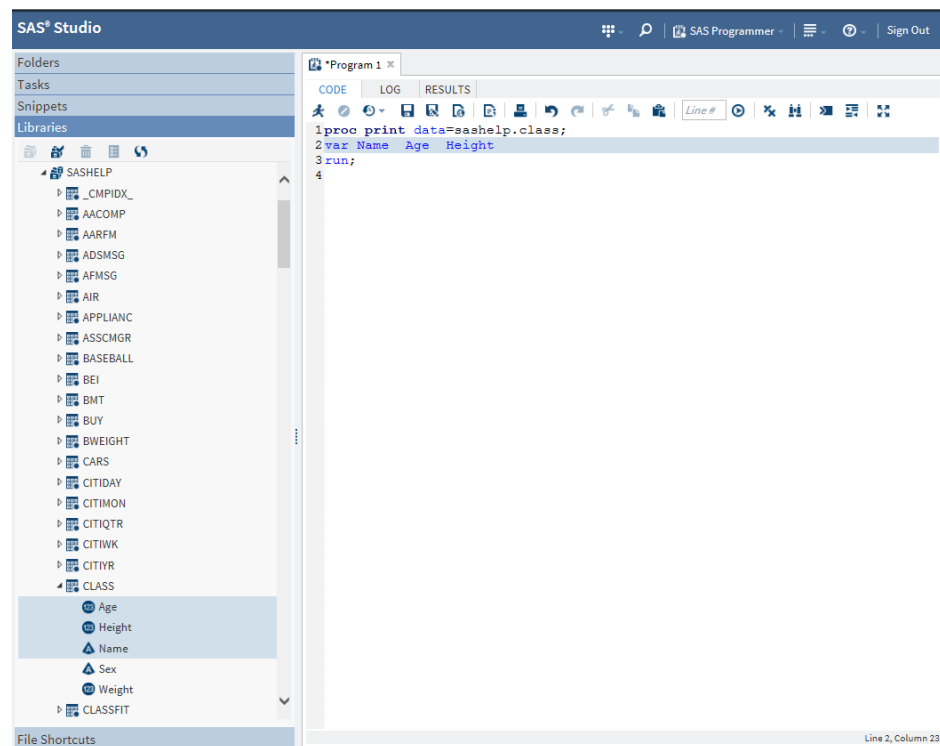 SAS® Studio
SAS Programmer
Sign Out
Folders
Tasks
Snippets
Libraries
SASHELP
_CMPIDX_
AACOMP
AARFM
ADSMSG
AFMSG
AIR
APPLIANC
ASSCMGR
BASEBALL
BEI
BMT
BUY
BWEIGHT
CARS
CITIDAY
CITIMON
CITIQTR
CITIWK
CITIYR
CLASS
123 Age
123 Height
A Name
A Sex
123 Weight
CLASSFIT
File Shortcuts
*Program 1
CODE LOG RESULTS
Line #
1 proc print data=sashelp.class;
2 var Name  Age  Height
3 run;
4
Line 2, Column 23